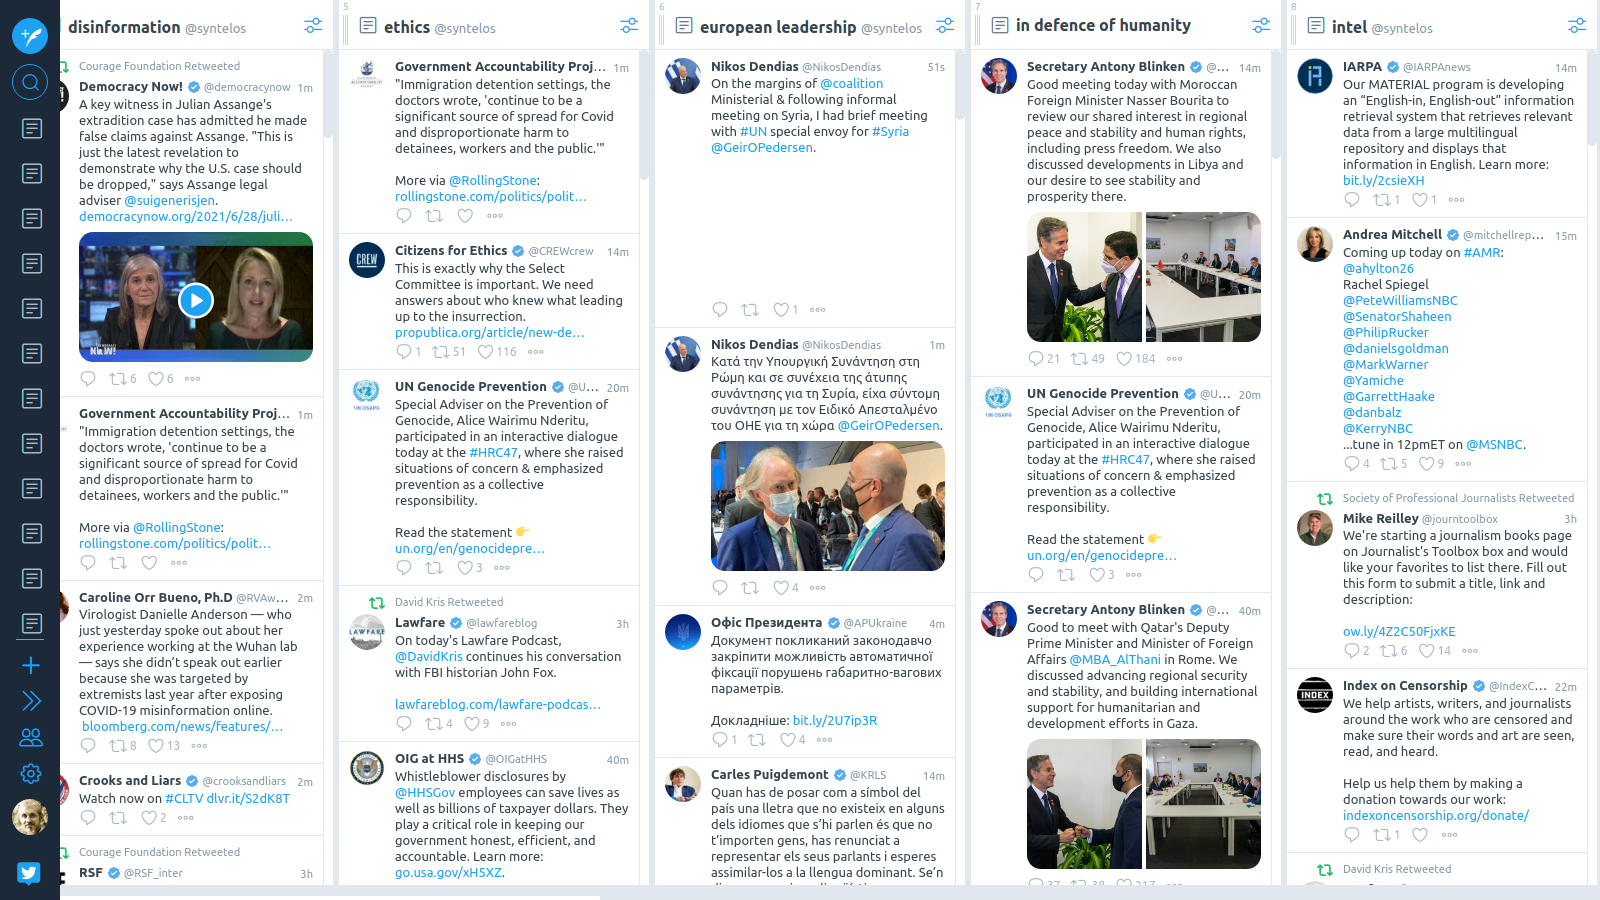 disinformation @syntelos
Courage Foundation Retweeted
Democracy Now! @democracynow 1m
A key witness in Julian Assange's
extradition case has admitted he made
false claims against Assange. "This is
just the latest revelation to
demonstrate why the U.S. case should
be dropped," says Assange legal
adviser @suigenerisjen.
democracynow.org/2021/6/28/juli…
NOW!
6 6
Government Accountability Proj… 1m
"Immigration detention settings, the
doctors wrote, 'continue to be a
significant source of spread for Covid
and disproportionate harm to
detainees, workers and the public.'"
More via @RollingStone:
rollingstone.com/politics/polit…
Caroline Orr Bueno, Ph.D @RVAw… 2m
Virologist Danielle Anderson — who
just yesterday spoke out about her
experience working at the Wuhan lab
— says she didn’t speak out earlier
because she was targeted by
extremists last year after exposing
COVID-19 misinformation online.
bloomberg.com/news/features/…
8 13
Crooks and Liars @crooksandliars 2m
Watch now on #CLTV dlvr.it/S2dK8T
2
Courage Foundation Retweeted
RSF @RSF_inter 3h
5
ethics @syntelos
Government Accountability Proj… 1m
"Immigration detention settings, the
doctors wrote, 'continue to be a
significant source of spread for Covid
and disproportionate harm to
detainees, workers and the public.'"
More via @RollingStone:
rollingstone.com/politics/polit…
CREW
Citizens for Ethics @CREWcrew 14m
This is exactly why the Select
Committee is important. We need
answers about who knew what leading
up to the insurrection.
propublica.org/article/new-de…
1 51 116
UN OSAPG
UN Genocide Prevention @U… 20m
Special Adviser on the Prevention of
Genocide, Alice Wairimu Nderitu,
participated in an interactive dialogue
today at the #HRC47, where she raised
situations of concern & emphasized
prevention as a collective
responsibility.
Read the statement 👉
un.org/en/genocidepre…
3
David Kris Retweeted
LAWFARE
Lawfare @lawfareblog 3h
On today's Lawfare Podcast,
@DavidKris continues his conversation
with FBI historian John Fox.
lawfareblog.com/lawfare-podcas…
4 9
OIG at HHS @OIGatHHS 40m
Whistleblower disclosures by
@HHSGov employees can save lives as
well as billions of taxpayer dollars. They
play a critical role in keeping our
government honest, efficient, and
accountable. Learn more:
go.usa.gov/xH5XZ.
6
european leadership @syntelos
Nikos Dendias @NikosDendias 51s
On the margins of @coalition
Ministerial & following informal
meeting on Syria, I had brief meeting
with #UN special envoy for #Syria
@GeirOPedersen.
1
Nikos Dendias @NikosDendias 1m
Κατά την Υπουργική Συνάντηση στη
Ρώμη και σε συνέχεια της άτυπης
συνάντησης για τη Συρία, είχα σύντομη
συνάντηση με τον Ειδικό Απεσταλμένο
του ΟΗΕ για τη χώρα @GeirOPedersen.
4
Офіс Президента @APUkraine 4m
Документ покликаний законодавчо
закріпити можливість автоматичної
фіксації порушень габаритно-вагових
параметрів.
Докладніше: bit.ly/2U7ip3R
1 4
Carles Puigdemont @KRLS 14m
Quan has de posar com a símbol del
país una lletra que no existeix en alguns
dels idiomes que s’hi parlen és que no
t’importen gens, has renunciat a
representar els seus parlants i esperes
assimilar-los a la llengua dominant. Se’n
7
in defence of humanity
Secretary Antony Blinken @… 14m
Good meeting today with Moroccan
Foreign Minister Nasser Bourita to
review our shared interest in regional
peace and stability and human rights,
including press freedom. We also
discussed developments in Libya and
our desire to see stability and
prosperity there.
21 49 184
UN OSAPG
UN Genocide Prevention @U… 20m
Special Adviser on the Prevention of
Genocide, Alice Wairimu Nderitu,
participated in an interactive dialogue
today at the #HRC47, where she raised
situations of concern & emphasized
prevention as a collective
responsibility.
Read the statement 👉
un.org/en/genocidepre…
3
Secretary Antony Blinken @… 40m
Good to meet with Qatar's Deputy
Prime Minister and Minister of Foreign
Affairs @MBA_AlThani in Rome. We
discussed advancing regional security
and stability, and building international
support for humanitarian and
development efforts in Gaza.
37 38 217
8
intel @syntelos
IARPA @IARPAnews 14m
Our MATERIAL program is developing
an “English-in, English-out” information
retrieval system that retrieves relevant
data from a large multilingual
repository and displays that
information in English. Learn more:
bit.ly/2csieXH
1 1
Andrea Mitchell @mitchellrep… 15m
Coming up today on #AMR:
@ahylton26
Rachel Spiegel
@PeteWilliamsNBC
@SenatorShaheen
@PhilipRucker
@danielsgoldman
@MarkWarner
@Yamiche
@GarrettHaake
@danbalz
@KerryNBC
...tune in 12pmET on @MSNBC.
4 5 9
Society of Professional Journalists Retweeted
Mike Reilley @journtoolbox 3h
We're starting a journalism books page
on Journalist's Toolbox box and would
like your favorites to list there. Fill out
this form to submit a title, link and
description:
ow.ly/4Z2C50FjxKE
2 6 14
INDEX
Index on Censorship @IndexC… 22m
We help artists, writers, and journalists
around the work who are censored and
make sure their words and art are seen,
read, and heard.
Help us help them by making a
donation towards our work:
indexoncensorship.org/donate/
1
David Kris Retweeted